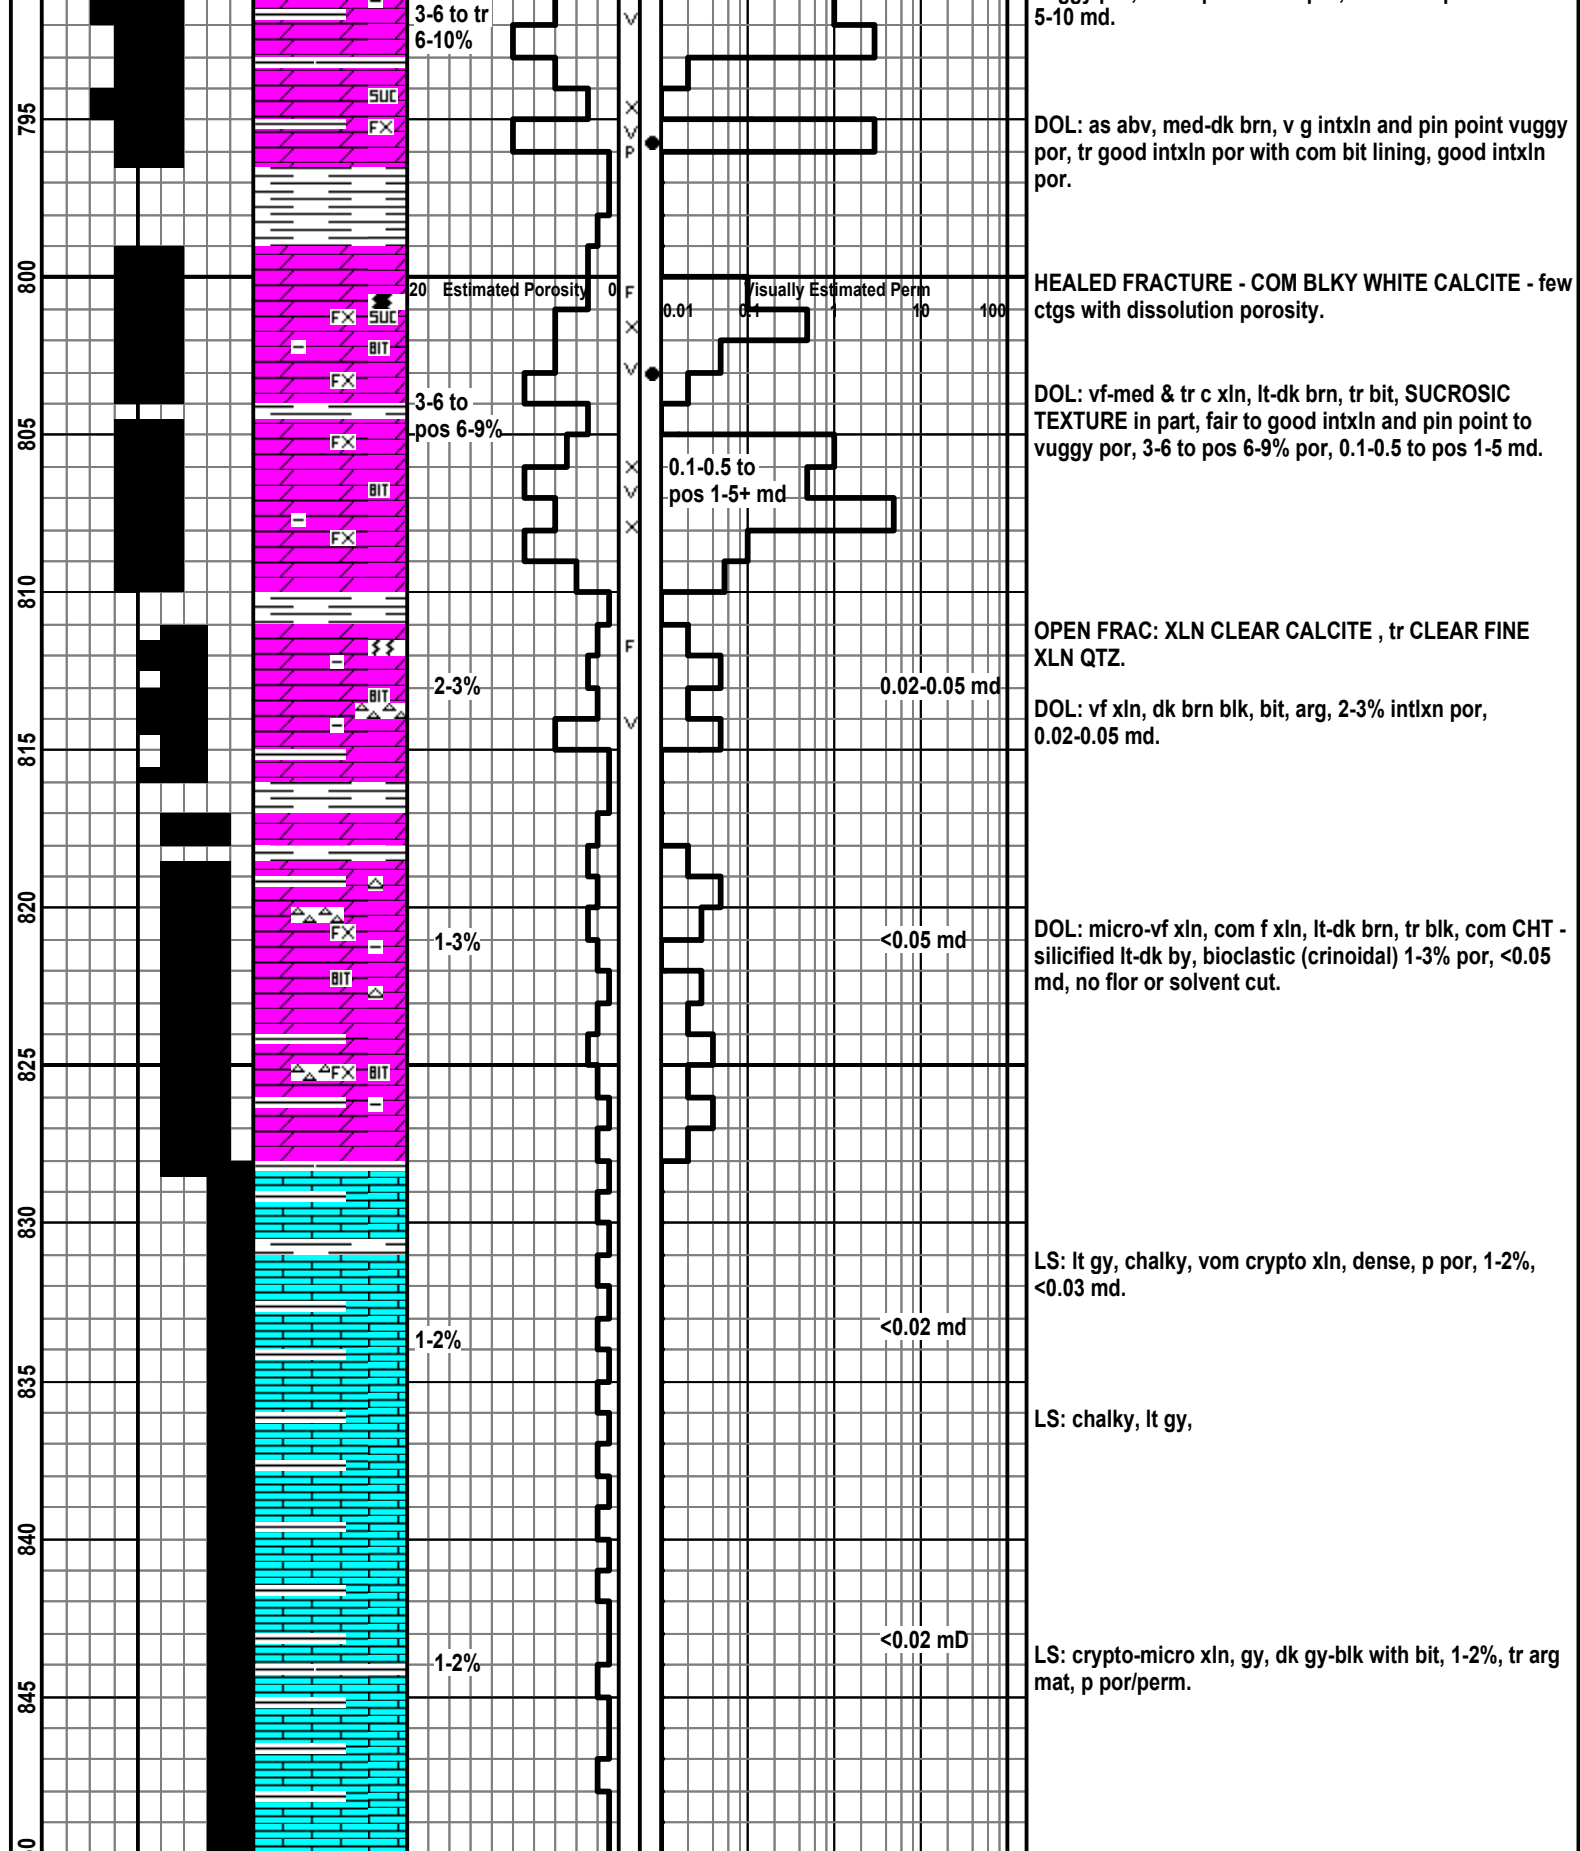 3-6 to tr
6-10%
5-10 md.
SUC
795
FX
DOL: as abv, med-dk brn, v g intxln and pin point vuggy
por, tr good intxln por with com bit lining, good intxln
por.
V
X
V
P
800
20 Estimated Porosity 0
F
Visually Estimated Perm
0.01 0.1 1 10 100
HEALED FRACTURE - COM BLKY WHITE CALCITE - few
ctgs with dissolution porosity.
FX SUC
X
BIT
V
FX
3-6 to
pos 6-9%
DOL: vf-med & tr c xln, lt-dk brn, tr bit, SUCROSIC
TEXTURE in part, fair to good intxln and pin point to
vuggy por, 3-6 to pos 6-9% por, 0.1-0.5 to pos 1-5 md.
805
FX
X
0.1-0.5 to
pos 1-5+ md
BIT
V
X
FX
810
OPEN FRAC: XLN CLEAR CALCITE , tr CLEAR FINE
XLN QTZ.
F
2-3%
0.02-0.05 md
BIT
DOL: vf xln, dk brn blk, bit, arg, 2-3% intlxn por,
0.02-0.05 md.
V
815
820
FX
1-3%
<0.05 md
DOL: micro-vf xln, com f xln, lt-dk brn, tr blk, com CHT -
silicified lt-dk by, bioclastic (crinoidal) 1-3% por, <0.05
md, no flor or solvent cut.
BIT
825
FX BIT
830
LS: lt gy, chalky, vom crypto xln, dense, p por, 1-2%,
<0.03 md.
1-2%
<0.02 md
835
LS: chalky, lt gy,
840
1-2%
<0.02 mD
LS: crypto-micro xln, gy, dk gy-blk with bit, 1-2%, tr arg
mat, p por/perm.
845